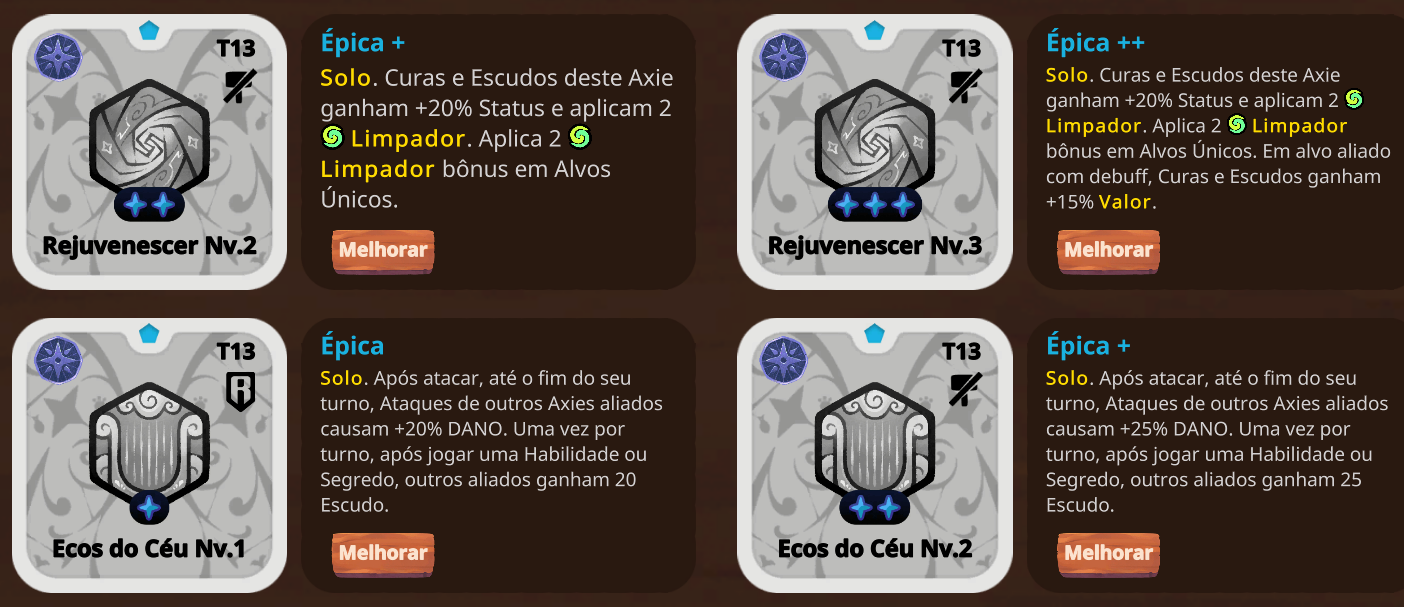 T13
Rejuvenescer Nv.2
Épica +
Solo. Curas e Escudos deste Axie
ganham +20% Status e aplicam 2
Limpador. Aplica 2
Limpador bônus em Alvos
Únicos.
Melhorar
T13
Rejuvenescer Nv.3
Épica ++
Solo. Curas e Escudos deste Axie
ganham +20% Status e aplicam 2
Limpador. Aplica 2 Limpador
bônus em Alvos Únicos. Em alvo aliado
com debuff, Curas e Escudos ganham
+15% Valor.
Melhorar
T13
R
Ecos do Céu Nv.1
Épica
Solo. Após atacar, até o fim do seu
turno, Ataques de outros Axies aliados
causam +20% DANO. Uma vez por
turno, após jogar uma Habilidade ou
Segredo, outros aliados ganham 20
Escudo.
Melhorar
T13
Ecos do Céu Nv.2
Épica +
Solo. Após atacar, até o fim do seu
turno, Ataques de outros Axies aliados
causam +25% DANO. Uma vez por
turno, após jogar uma Habilidade ou
Segredo, outros aliados ganham 25
Escudo.
Melhorar